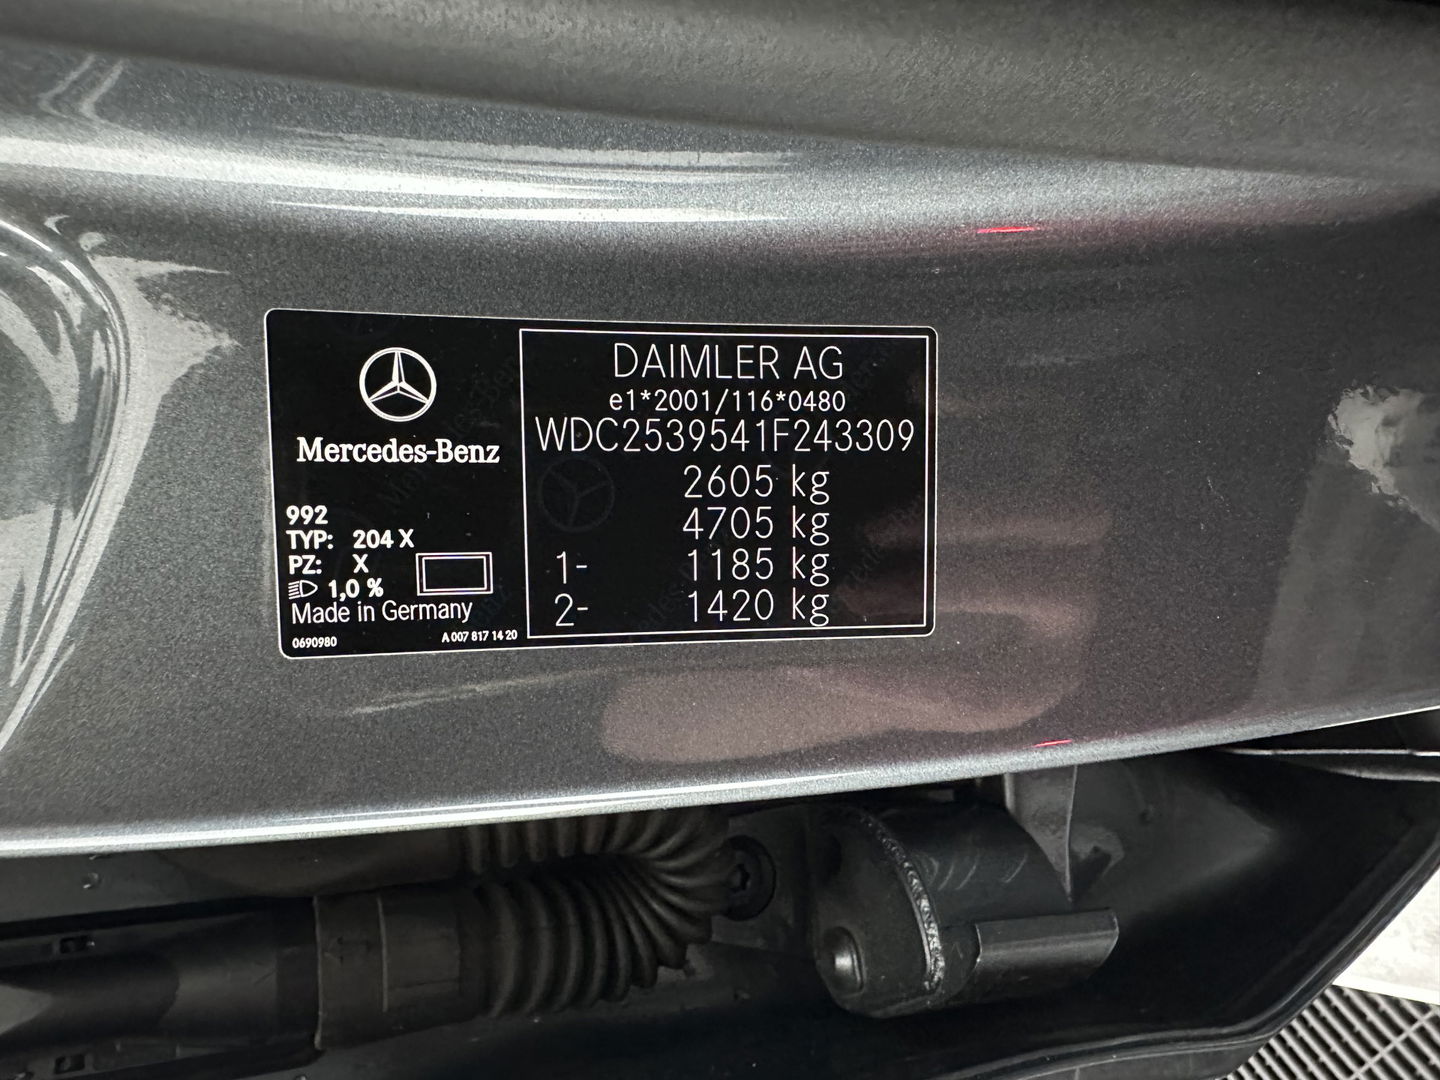 Mercedes-Benz
992
TYP: 204 X
PZ: X
1,0 %
Made in Germany
0690980
A 007 817 14 20
DAIMLER AG
e1*2001/116*0480
WDC2539541F243309
2605 kg
4705 kg
1- 1185 kg
2- 1420 kg